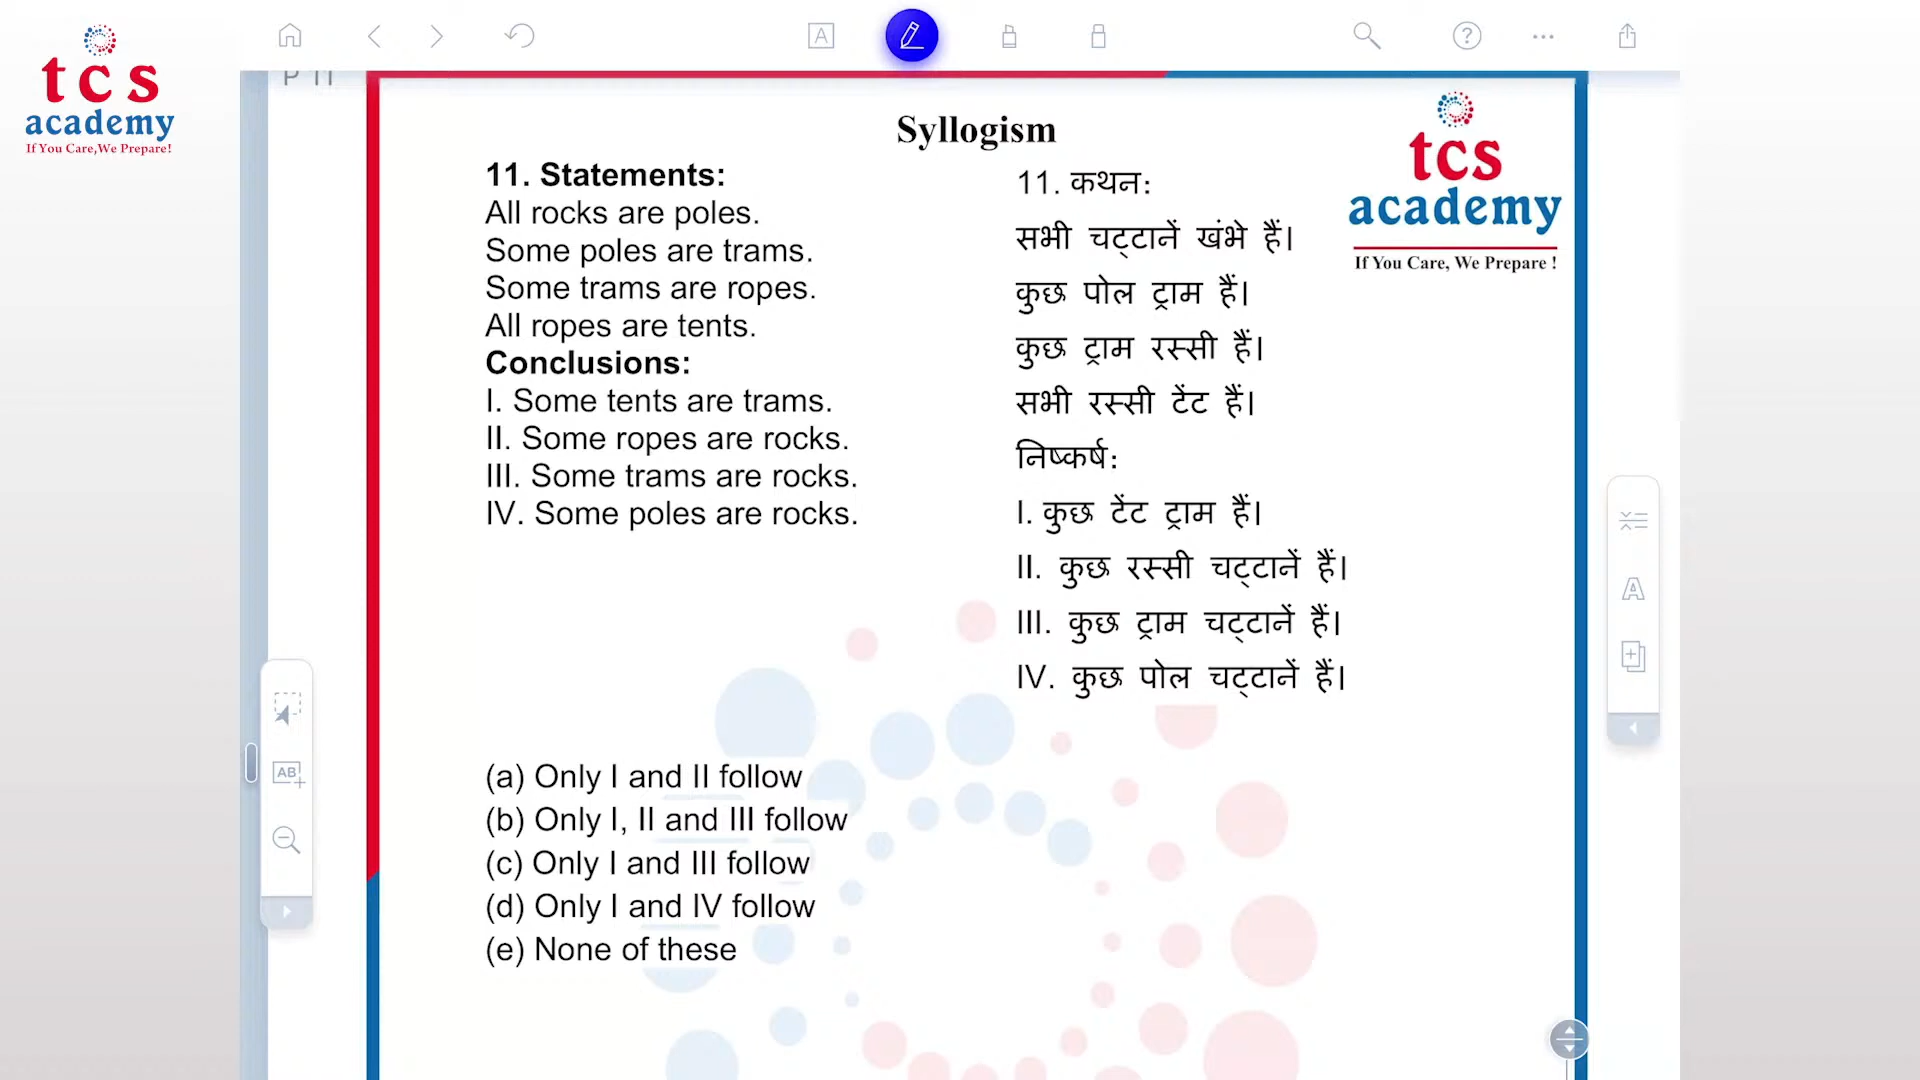 t c s
academy
If You Care,We Prepare!
P 11
Syllogism
tcs
academy
If You Care, We Prepare !
11. Statements:
All rocks are poles.
Some poles are trams.
Some trams are ropes.
All ropes are tents.
Conclusions:
I. Some tents are trams.
II. Some ropes are rocks.
III. Some trams are rocks.
IV. Some poles are rocks.
11. कथन:
सभी चट्टानें खंभे हैं।
कुछ पोल ट्राम हैं।
कुछ ट्राम रस्सी हैं।
सभी रस्सी टेंट हैं।
निष्कर्ष:
I. कुछ टेंट ट्राम हैं।
II. कुछ रस्सी चट्टानें हैं।
III. कुछ ट्राम चट्टानें हैं।
IV. कुछ पोल चट्टानें हैं।
(a) Only I and II follow
(b) Only I, II and III follow
(c) Only I and III follow
(d) Only I and IV follow
(e) None of these